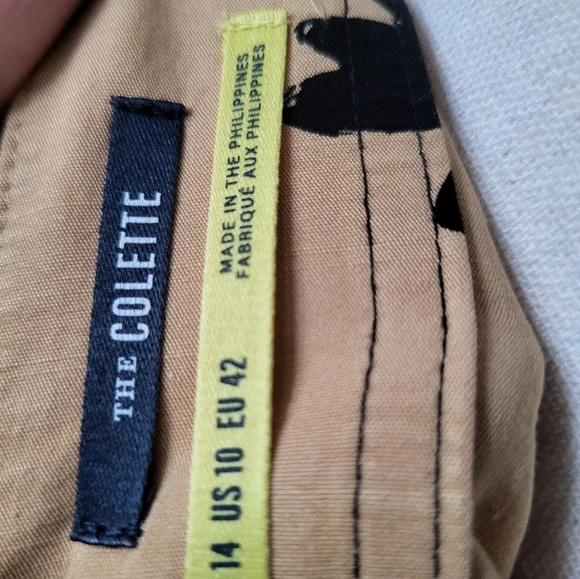 THE COLETTE
MADE IN THE PHILIPPINES
FABRIQUÉ AUX PHILIPPINES
14 US 10 EU 42